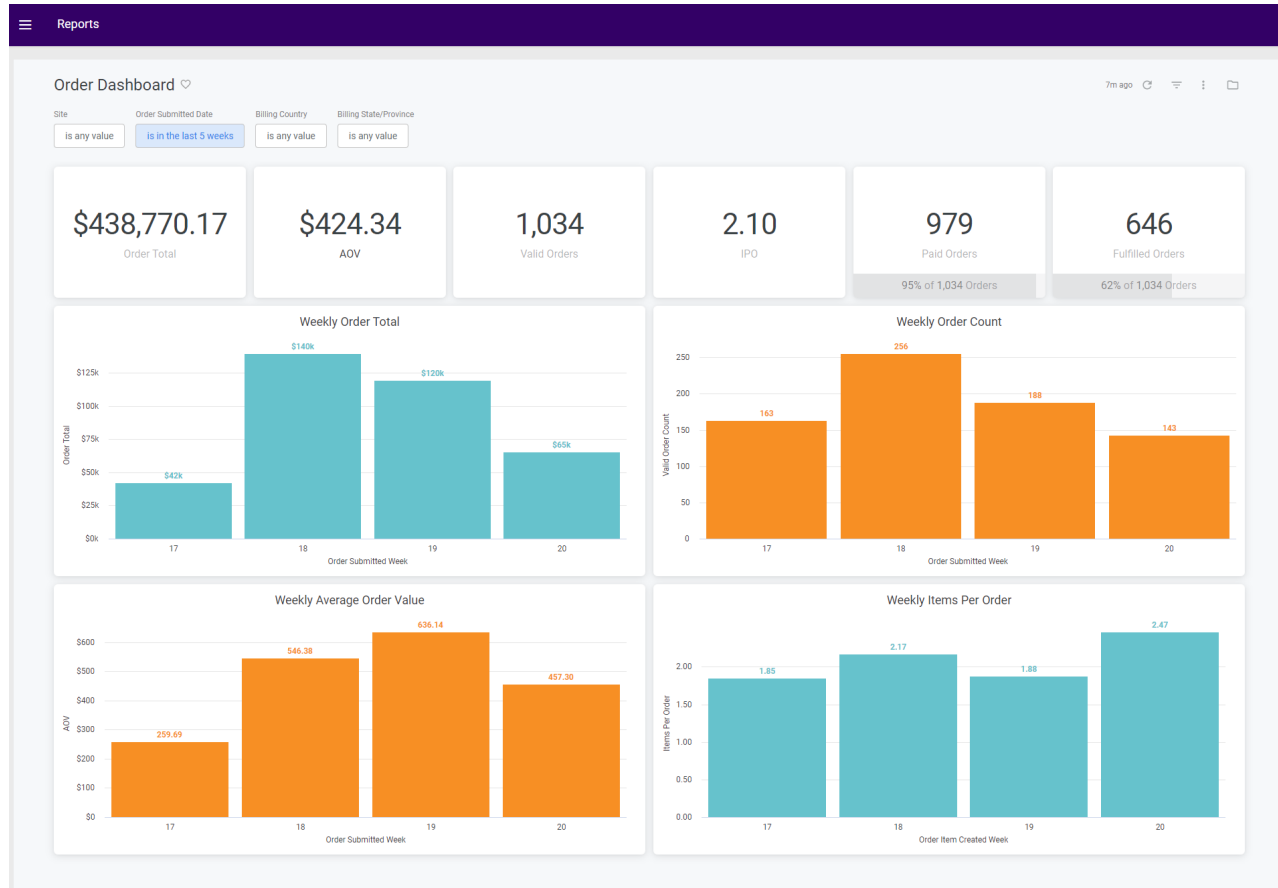 Reports
Order Dashboard
7m ago
Site
Order Submitted Date
Billing Country
Billing State/Province
is any value
is in the last 5 weeks
is any value
is any value
$438,770.17
Order Total
$424.34
AOV
1,034
Valid Orders
2.10
IPO
979
Paid Orders
95% of 1,034 Orders
646
Fulfilled Orders
62% of 1,034 Orders
Weekly Order Total
Order Total
$125k
$100k
$75k
$50k
$25k
$0k
$42k
$140k
$120k
$65k
17
18
19
20
Order Submitted Week
Weekly Order Count
Valid Order Count
250
200
150
100
50
0
163
256
188
143
17
18
19
20
Order Submitted Week
Weekly Average Order Value
AOV
$600
$500
$400
$300
$200
$100
$0
259.69
546.38
636.14
457.30
17
18
19
20
Order Submitted Week
Weekly Items Per Order
Items Per Order
2.00
1.50
1.00
0.50
0.00
1.85
2.17
1.88
2.47
17
18
19
20
Order Item Created Week